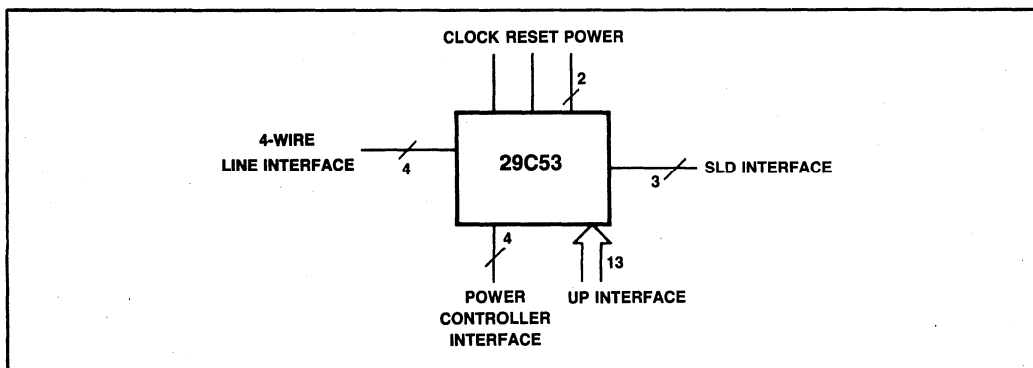 CLOCK RESET POWER
2
4-WIRE
LINE INTERFACE
4
29C53
3
SLD INTERFACE
4
13
POWER
CONTROLLER
INTERFACE
UP INTERFACE